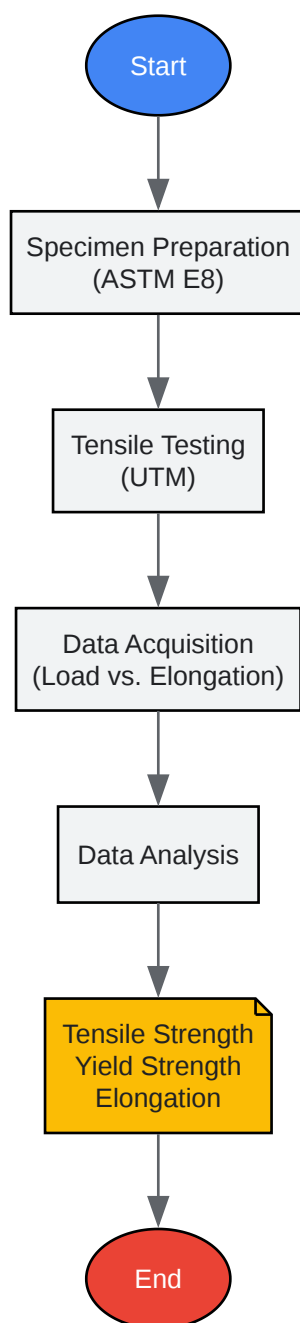 Start
Specimen Preparation
(ASTM E8)
Tensile Testing
(UTM)
Data Acquisition
(Load vs. Elongation)
Data Analysis
Tensile Strength
Yield Strength
Elongation
End